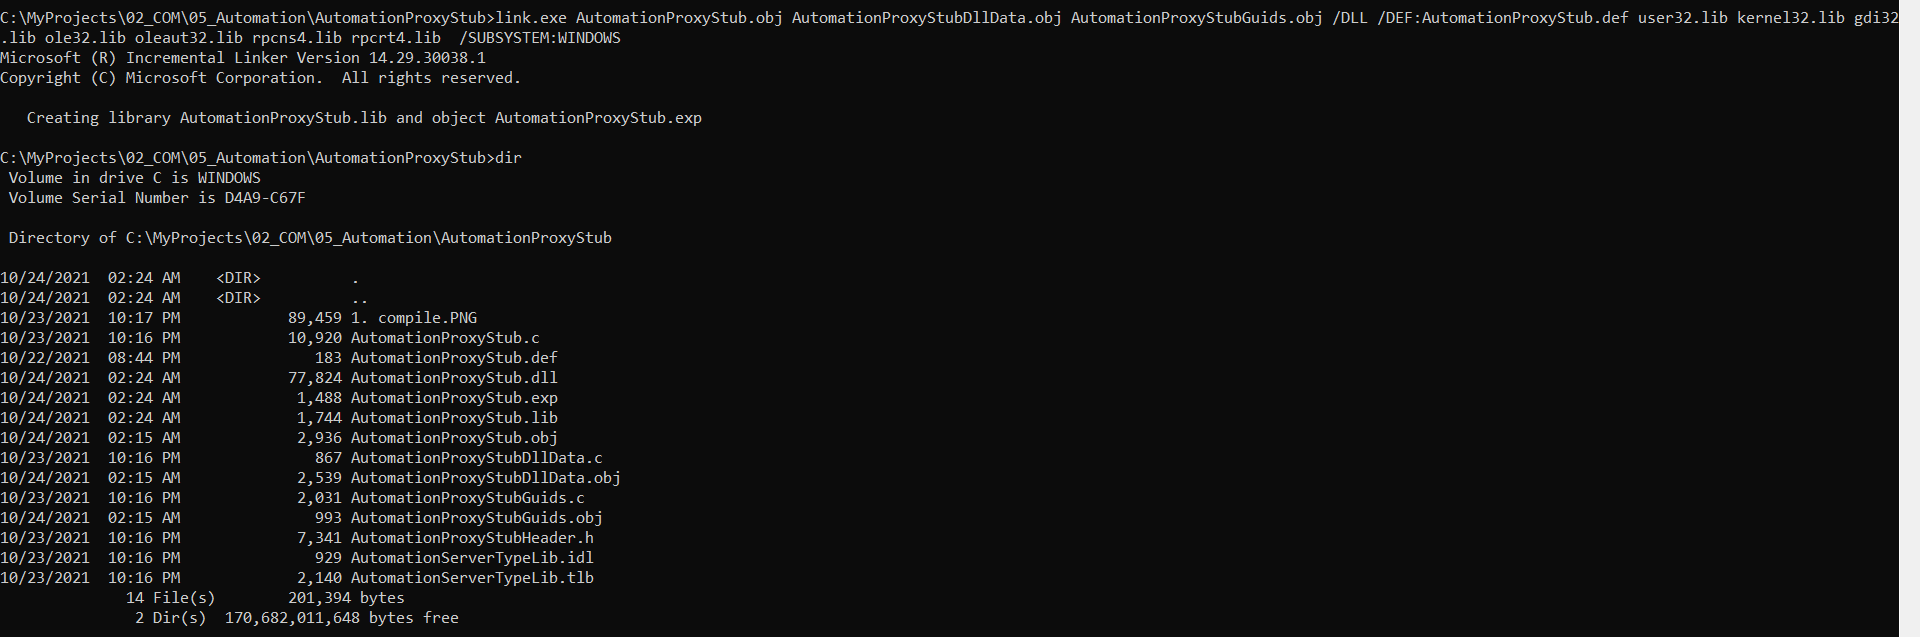 C:\MyProjects\02_COM\05_Automation\AutomationProxyStub>link.exe AutomationProxyStub.obj AutomationProxyStubDllData.obj AutomationProxyStubGuids.obj /DLL /DEF:AutomationProxyStub.def user32.lib kernel32.lib gdi32
.lib ole32.lib oleaut32.lib rpcns4.lib rpcrt4.lib  /SUBSYSTEM:WINDOWS
Microsoft (R) Incremental Linker Version 14.29.30038.1
Copyright (C) Microsoft Corporation.  All rights reserved.
   Creating library AutomationProxyStub.lib and object AutomationProxyStub.exp
C:\MyProjects\02_COM\05_Automation\AutomationProxyStub>dir
 Volume in drive C is WINDOWS
 Volume Serial Number is D4A9-C67F
 Directory of C:\MyProjects\02_COM\05_Automation\AutomationProxyStub
10/24/2021  02:24 AM    <DIR>          .
10/24/2021  02:24 AM    <DIR>          ..
10/23/2021  10:17 PM            89,459 1. compile.PNG
10/23/2021  10:16 PM            10,920 AutomationProxyStub.c
10/22/2021  08:44 PM               183 AutomationProxyStub.def
10/24/2021  02:24 AM            77,824 AutomationProxyStub.dll
10/24/2021  02:24 AM             1,488 AutomationProxyStub.exp
10/24/2021  02:24 AM             1,744 AutomationProxyStub.lib
10/24/2021  02:15 AM             2,936 AutomationProxyStub.obj
10/23/2021  10:16 PM               867 AutomationProxyStubDllData.c
10/24/2021  02:15 AM             2,539 AutomationProxyStubDllData.obj
10/23/2021  10:16 PM             2,031 AutomationProxyStubGuids.c
10/24/2021  02:15 AM               993 AutomationProxyStubGuids.obj
10/23/2021  10:16 PM             7,341 AutomationProxyStubHeader.h
10/23/2021  10:16 PM               929 AutomationServerTypeLib.idl
10/23/2021  10:16 PM             2,140 AutomationServerTypeLib.tlb
              14 File(s)        201,394 bytes
               2 Dir(s)  170,682,011,648 bytes free